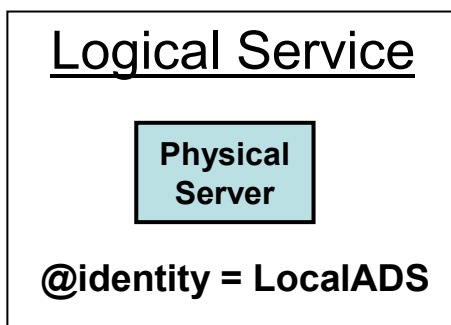 Logical Service
Physical
Server
@identity = LocalADS